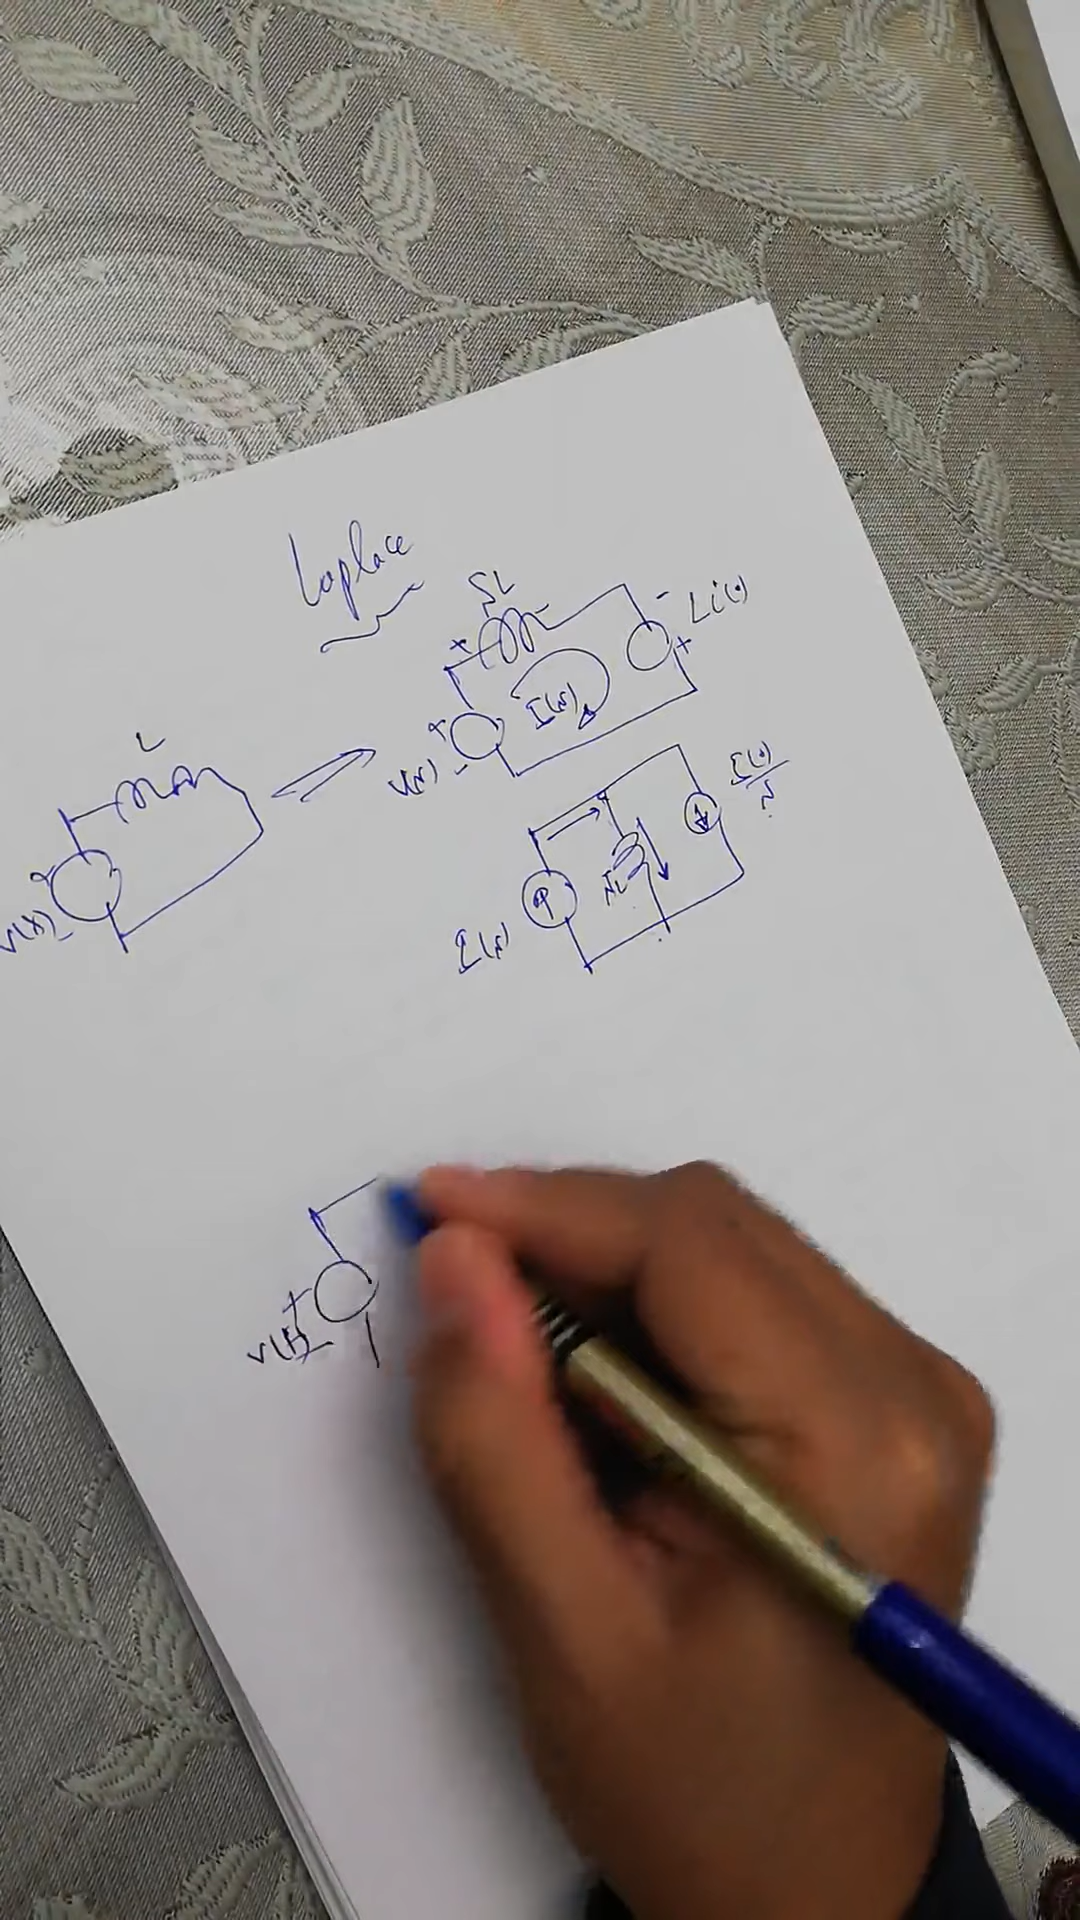 Laplace
SL
+
-
-
Li(0)
+
I(s)
+
V(s)
-
L
+
V(t)
-
i(0)
s
SL
I(s)
+
V(t)
-